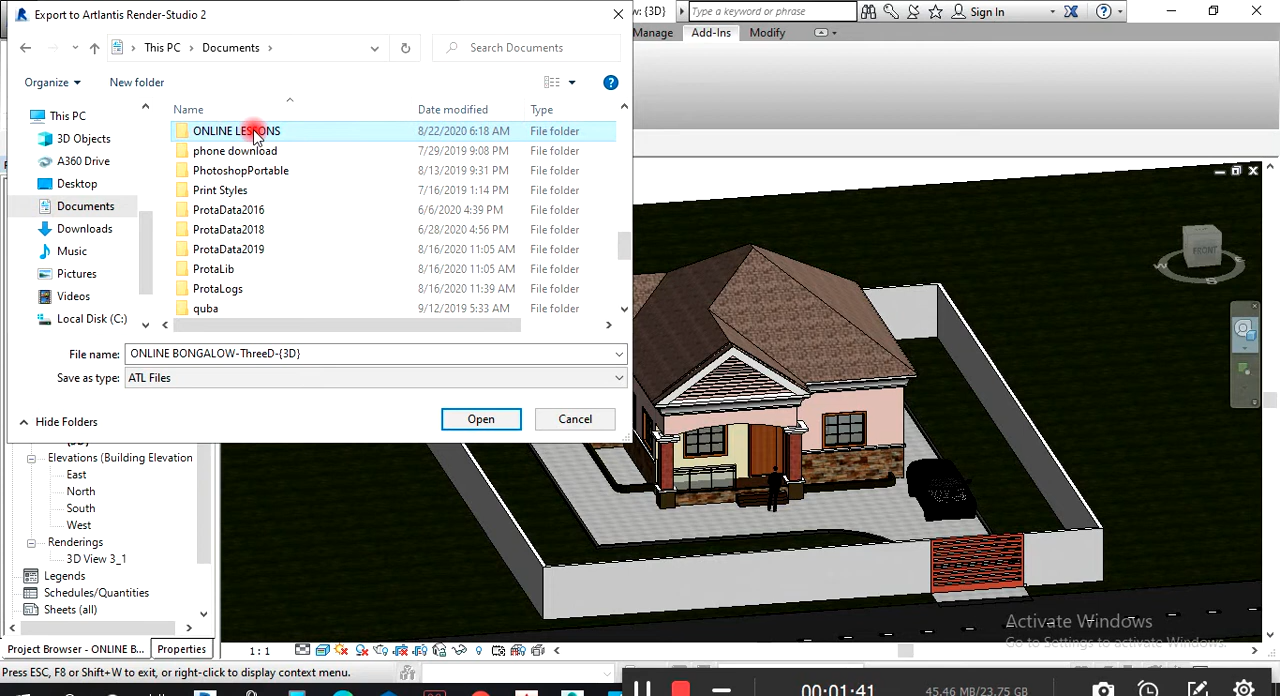 Export to Artlantis Render-Studio 2
This PC
Documents
Search Documents
Organize
New folder
Name
Date modified
Type
This PC
3D Objects
A360 Drive
Desktop
Documents
Downloads
Music
Pictures
Videos
Local Disk (C:)
ONLINE LESSONS 8/22/2020 6:18 AM File folder
phone download 7/29/2019 9:08 PM File folder
PhotoshopPortable 8/13/2019 9:31 PM File folder
Print Styles 7/16/2019 1:14 PM File folder
ProtaData2016 6/6/2020 4:39 PM File folder
ProtaData2018 6/28/2020 4:56 PM File folder
ProtaData2019 8/16/2020 11:05 AM File folder
ProtaLib 8/16/2020 11:05 AM File folder
ProtaLogs 8/16/2020 11:39 AM File folder
quba 9/12/2019 5:33 AM File folder
File name: ONLINE BONGALOW-ThreeD-{3D}
Save as type: ATL Files
Hide Folders
Open
Cancel
{3D}
Type a keyword or phrase
Sign In
Manage
Add-Ins
Modify
FRONT
W
S
Elevations (Building Elevation
East
North
South
West
Renderings
3D View 3_1
Legends
Schedules/Quantities
Sheets (all)
Project Browser - ONLINE B...
Properties
1 : 1
Press ESC, F8 or Shift+W to exit, or right-click to display context menu.
Activate Windows
Go to Settings to activate Windows.
00:01:41
45.46 MB/23.75 GB